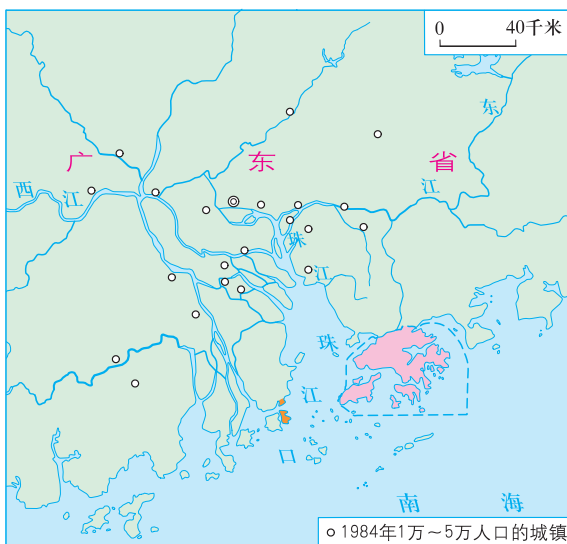 0 40千米
广东省
西江
东江
珠江
珠江口
南海
1984年1万～5万人口的城镇